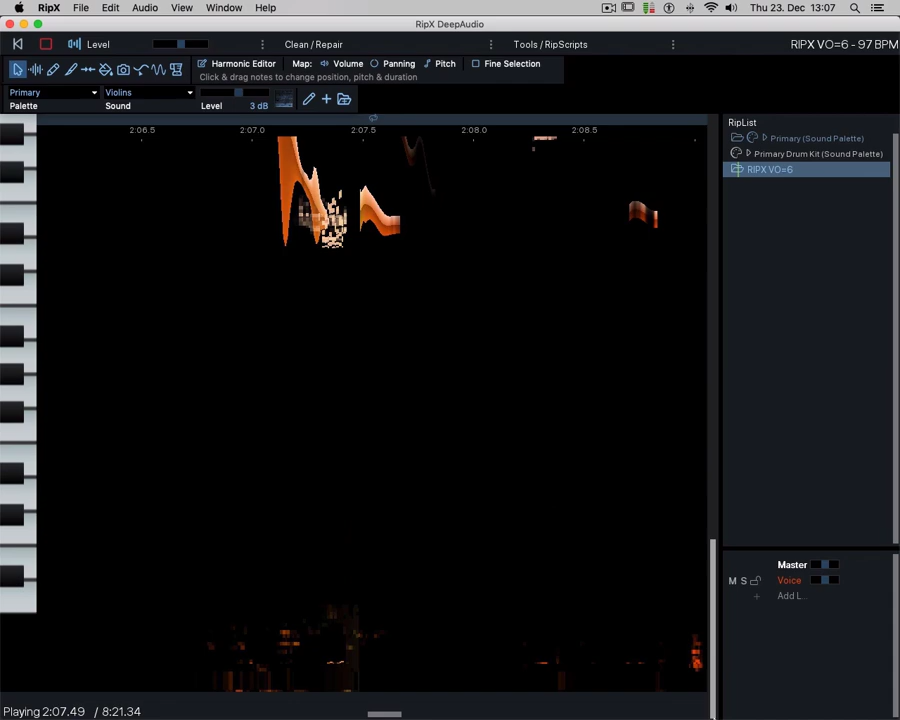 RipX File Edit Audio View Window Help Thu 23. Dec 13:07
RipX DeepAudio
Level Clean / Repair Tools / RipScripts RIPX VO=6 - 97 BPM
Harmonic Editor Map: Volume Panning Pitch Fine Selection
Click & drag notes to change position, pitch & duration
Primary Violins
Palette Sound Level 3 dB
RipList
2:06.5 2:07.0 2:07.5 2:08.0 2:08.5
Primary (Sound Palette)
Primary Drum Kit (Sound Palette)
RIPX VO=6
Master
M S Voice
+ Add L...
Playing 2:07.49 / 8:21.34